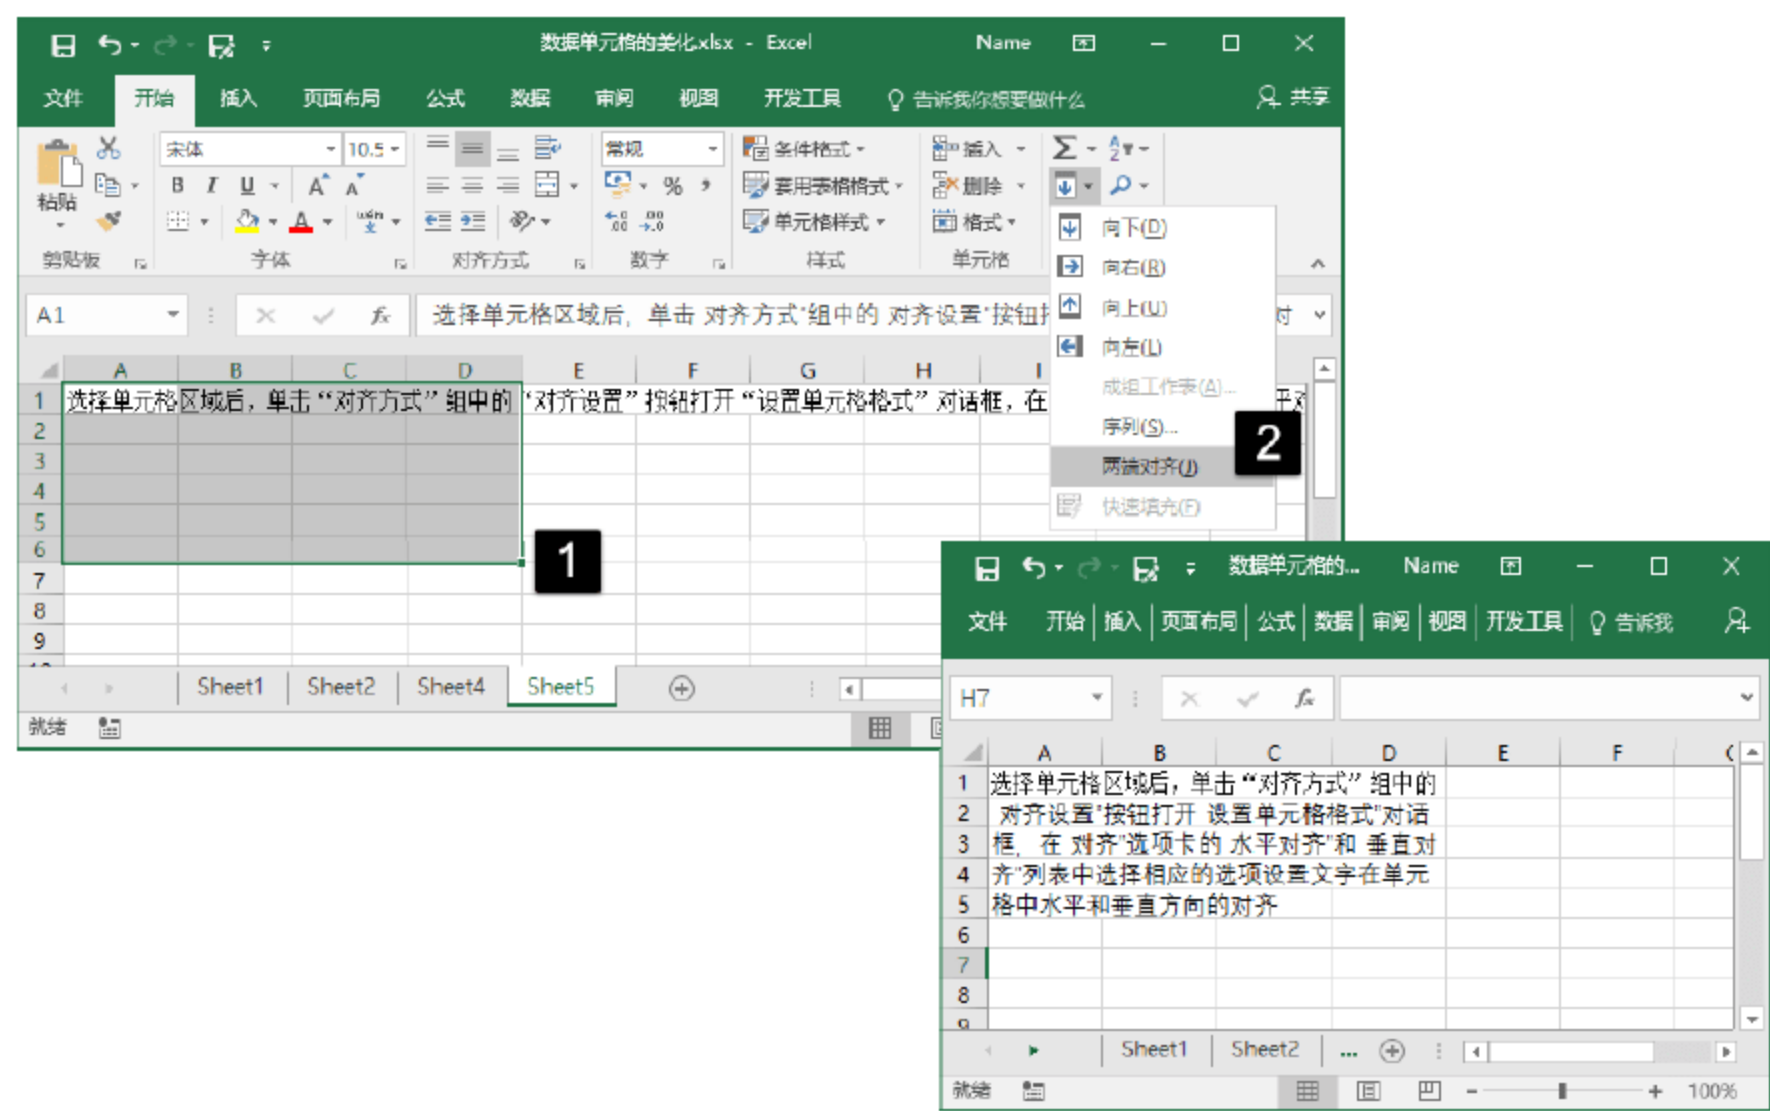 数据单元格的美化.xlsx - Excel
Name
文件 开始 插入 页面布局 公式 数据 审阅 视图 开发工具 告诉我你想要做什么 共享
宋体 10.5 常规 条件格式 插入
粘贴 B I U A A % 套用表格格式 删除
A wén 单元格样式 格式
剪贴板 字体 对齐方式 数字 样式 单元格
向下(D)
向右(R)
向上(U)
向左(L)
成组工作表(A)...
序列(S)...
两端对齐(J)
快速填充(F)
2
A1 fx 选择单元格区域后, 单击 对齐方式"组中的 对齐设置"按钮打 对
A B C D E F G H I
1 选择单元格区域后，单击“对齐方式”组中的“对齐设置”按钮打开“设置单元格格式”对话框，在 平对
2
3
4
5
6
7
8
9
10
1
Sheet1 Sheet2 Sheet4 Sheet5
就绪
数据单元格的... Name
文件 开始 插入 页面布局 公式 数据 审阅 视图 开发工具 告诉我
H7 fx
A B C D E F
1 选择单元格区域后，单击“对齐方式”组中的
2 对齐设置"按钮打开 设置单元格格式"对话
3 框, 在 对齐"选项卡的 水平对齐"和 垂直对
4 齐"列表中选择相应的选项设置文字在单元
5 格中水平和垂直方向的对齐
6
7
8
9
Sheet1 Sheet2 ...
就绪 100%